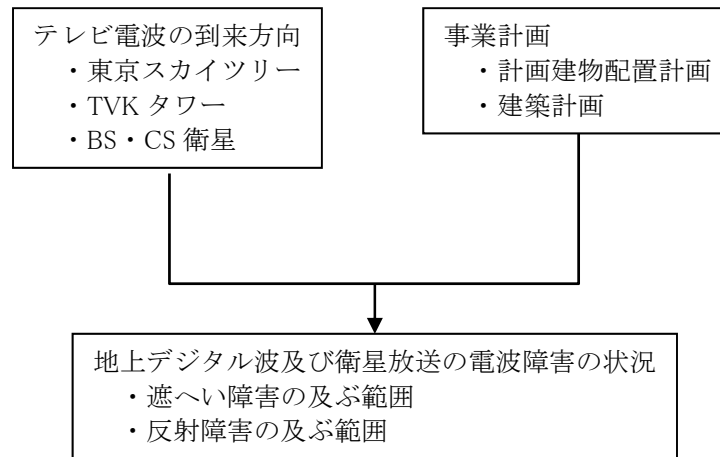 テレビ電波の到来方向
・東京スカイツリー
・TVK タワー
・BS・CS 衛星
事業計画
・計画建物配置計画
・建築計画
地上デジタル波及び衛星放送の電波障害の状況
・遮へい障害の及ぶ範囲
・反射障害の及ぶ範囲